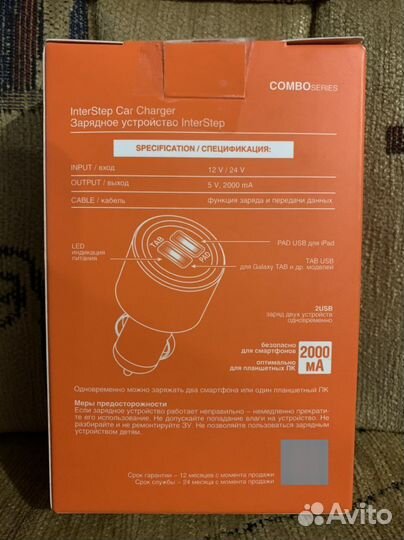 COMBO SERIES
InterStep Car Charger
Зарядное устройство InterStep
SPECIFICATION / СПЕЦИФИКАЦИЯ:
INPUT / вход 12 V / 24 V
OUTPUT / выход 5 V, 2000 mA
CABLE / кабель функция заряда и передачи данных
LED
индикация
питания
TAB
PAD
PAD USB для iPad
TAB USB
для Galaxy TAB и др. моделей
2USB
заряд двух устройств
одновременно
безопасно
для смартфонов
оптимально
для планшетных ПК
2000
мА
Одновременно можно заряжать два смартфона или один планшетный ПК
Меры предосторожности
Если зарядное устройство работает неправильно – немедленно прекрати-
те его использование. Не допускайте попадание влаги на устройство. Не
разбирайте и не ремонтируйте ЗУ. Не позволяйте пользоваться зарядным
устройством детям.
Срок гарантии – 12 месяцев с момента продажи
Срок службы – 24 месяца с момента продажи
Avito